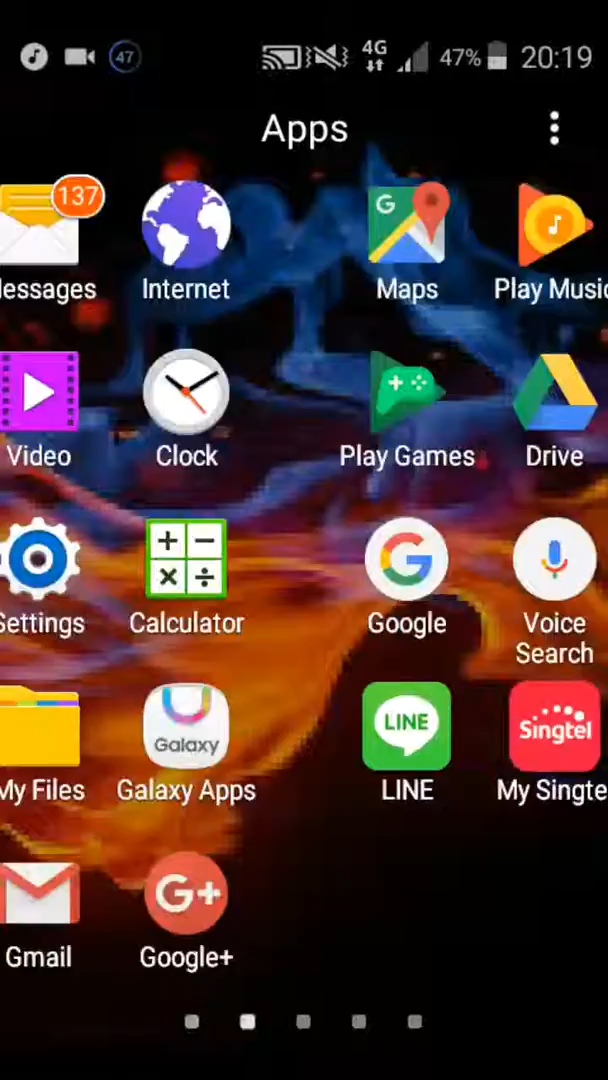 47 4G 47% 20:19
Apps
137
G
lessages Internet Maps Play Music
Video Clock Play Games Drive
Settings Calculator Google Voice
Search
LINE Singtel
Galaxy
My Files Galaxy Apps LINE My Singte
G+
Gmail Google+